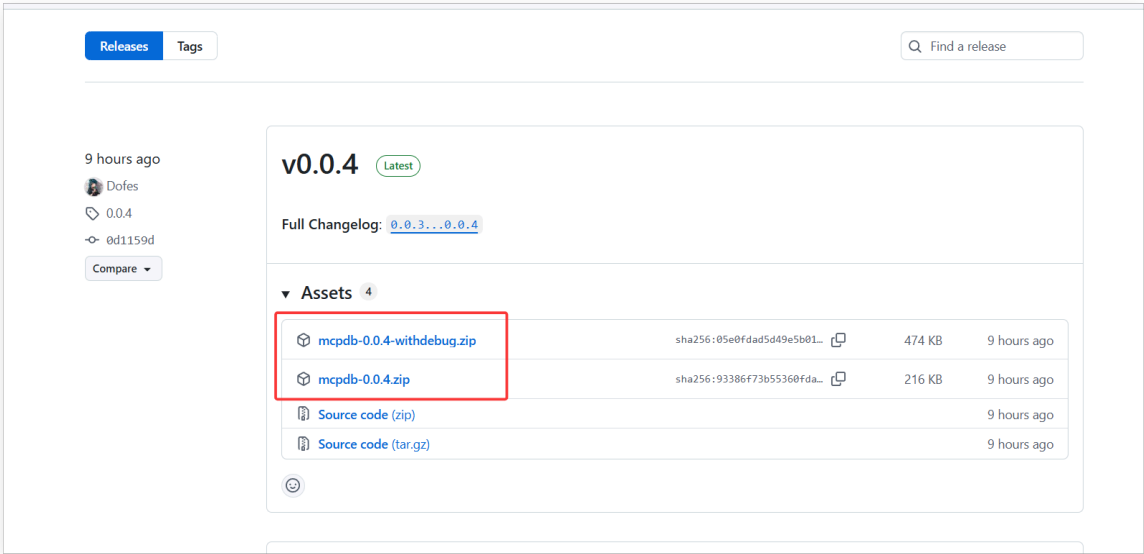 Releases
Tags
Find a release
9 hours ago
Dofes
0.0.4
0d1159d
Compare
v0.0.4
Latest
Full Changelog: 0.0.3...0.0.4
Assets 4
mcpdb-0.0.4-withdebug.zip sha256:05e0fdad5d49e5b01… 474 KB 9 hours ago
mcpdb-0.0.4.zip sha256:93386f73b55360fda… 216 KB 9 hours ago
Source code (zip) 9 hours ago
Source code (tar.gz) 9 hours ago